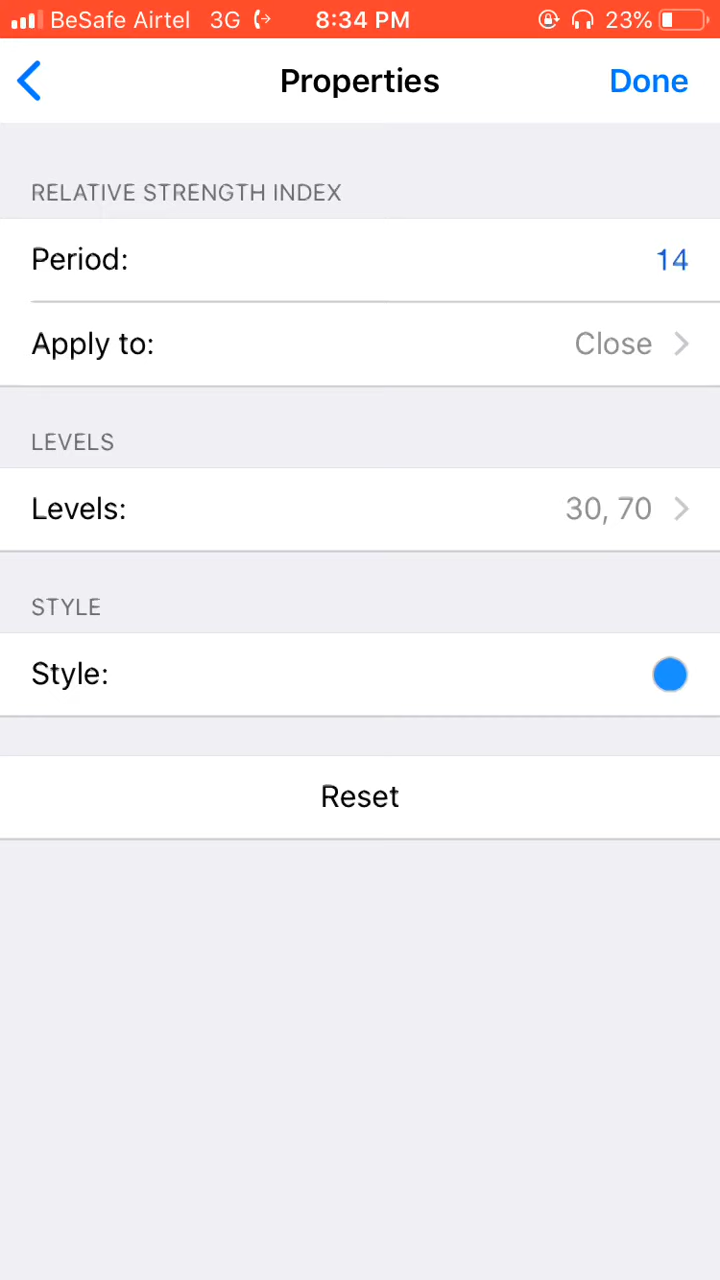 BeSafe Airtel 3G 8:34 PM 23%
Properties Done
RELATIVE STRENGTH INDEX
Period: 14
Apply to: Close
LEVELS
Levels: 30, 70
STYLE
Style:
Reset